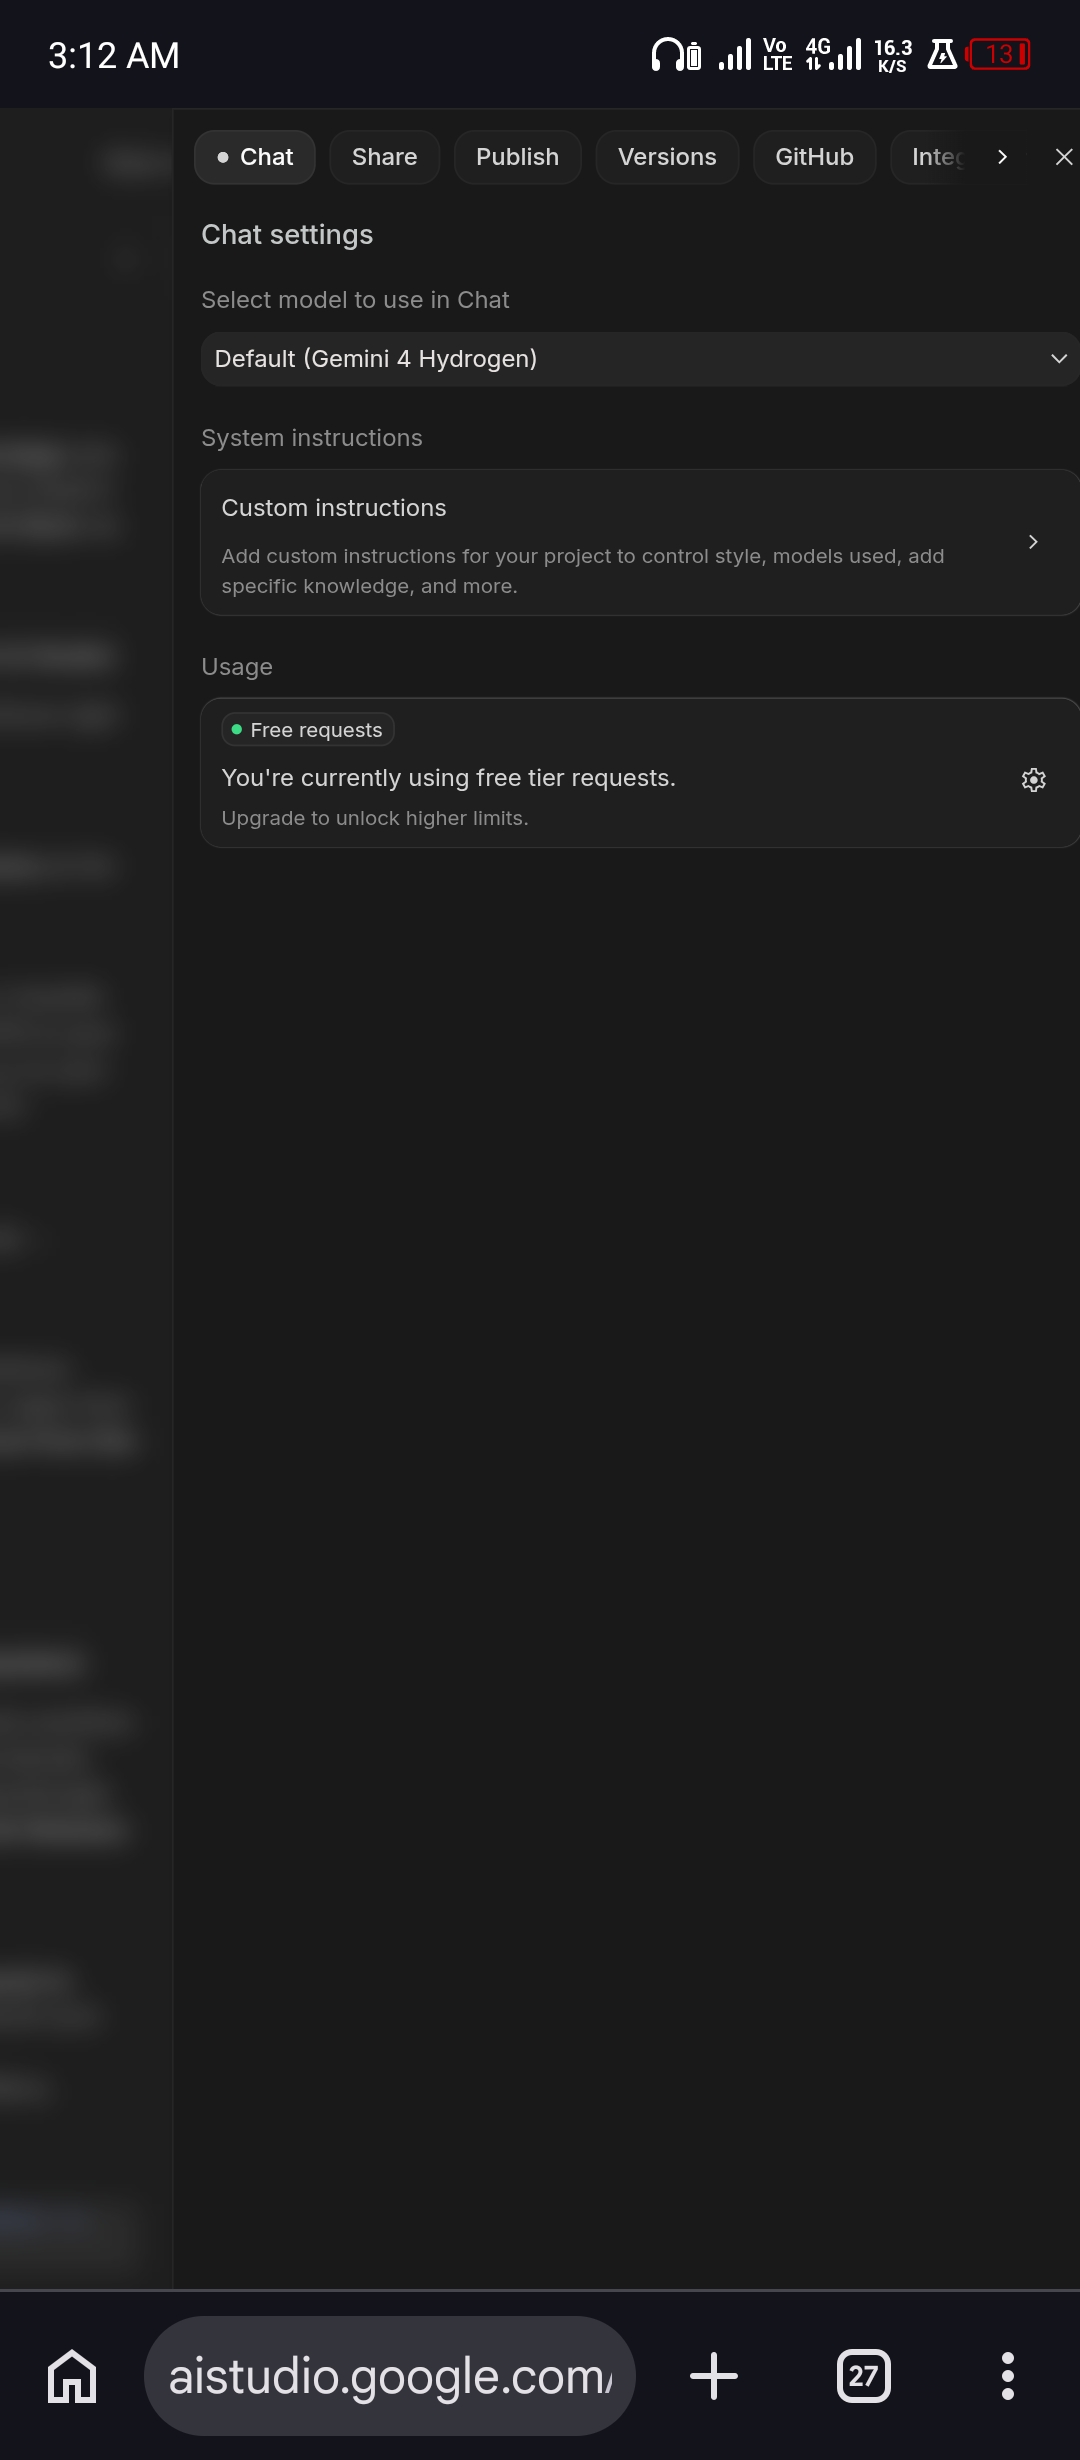 3:12 AM
Vo LTE
4G
16.3 K/S
13
Chat
Share
Publish
Versions
GitHub
Chat settings
Select model to use in Chat
Default (Gemini 4 Hydrogen)
System instructions
Custom instructions
Add custom instructions for your project to control style, models used, add
specific knowledge, and more.
Usage
Free requests
You're currently using free tier requests.
Upgrade to unlock higher limits.
aistudio.google.com/
27